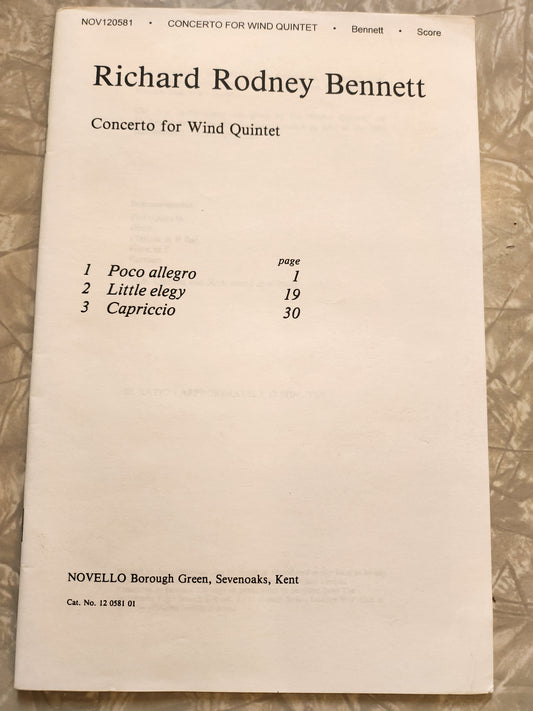 NOV120581 • CONCERTO FOR WIND QUINTET • Bennett • Score
Richard Rodney Bennett
Concerto for Wind Quintet
page
1 Poco allegro 1
2 Little elegy 19
3 Capriccio 30
NOVELLO Borough Green, Sevenoaks, Kent
Cat. No. 12 0581 01